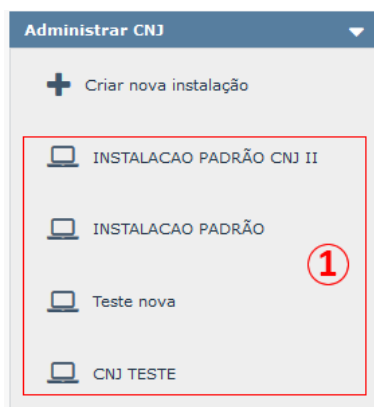 Administrar CNJ
Criar nova instalação
INSTALACAO PADRÃO CNJ II
INSTALACAO PADRÃO
1
Teste nova
CNJ TESTE